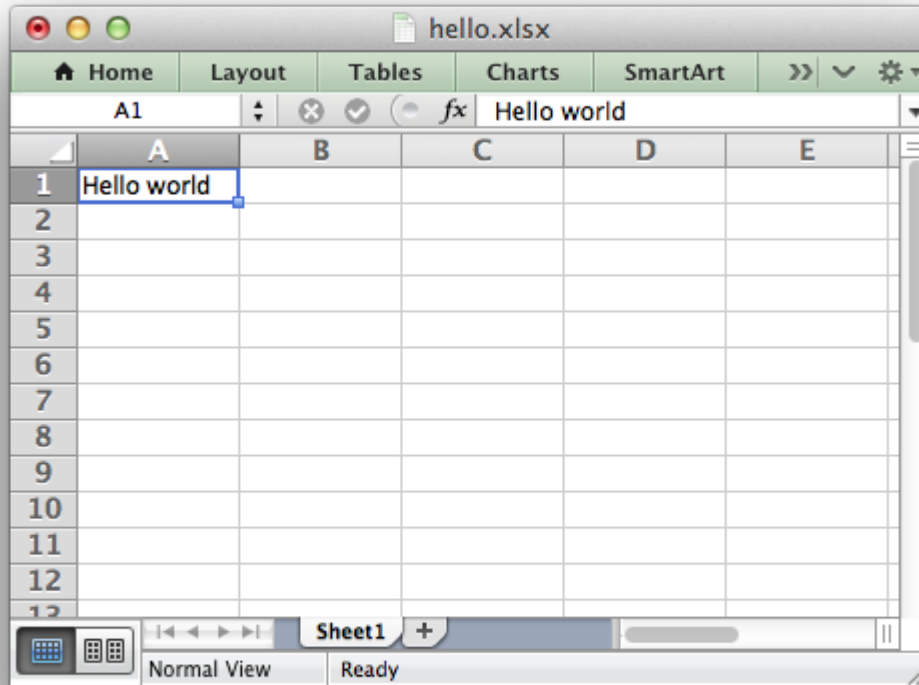 hello.xlsx
Home Layout Tables Charts SmartArt
A1 fx Hello world
A B C D E
1 Hello world
2
3
4
5
6
7
8
9
10
11
12
13
Sheet1
Normal View Ready